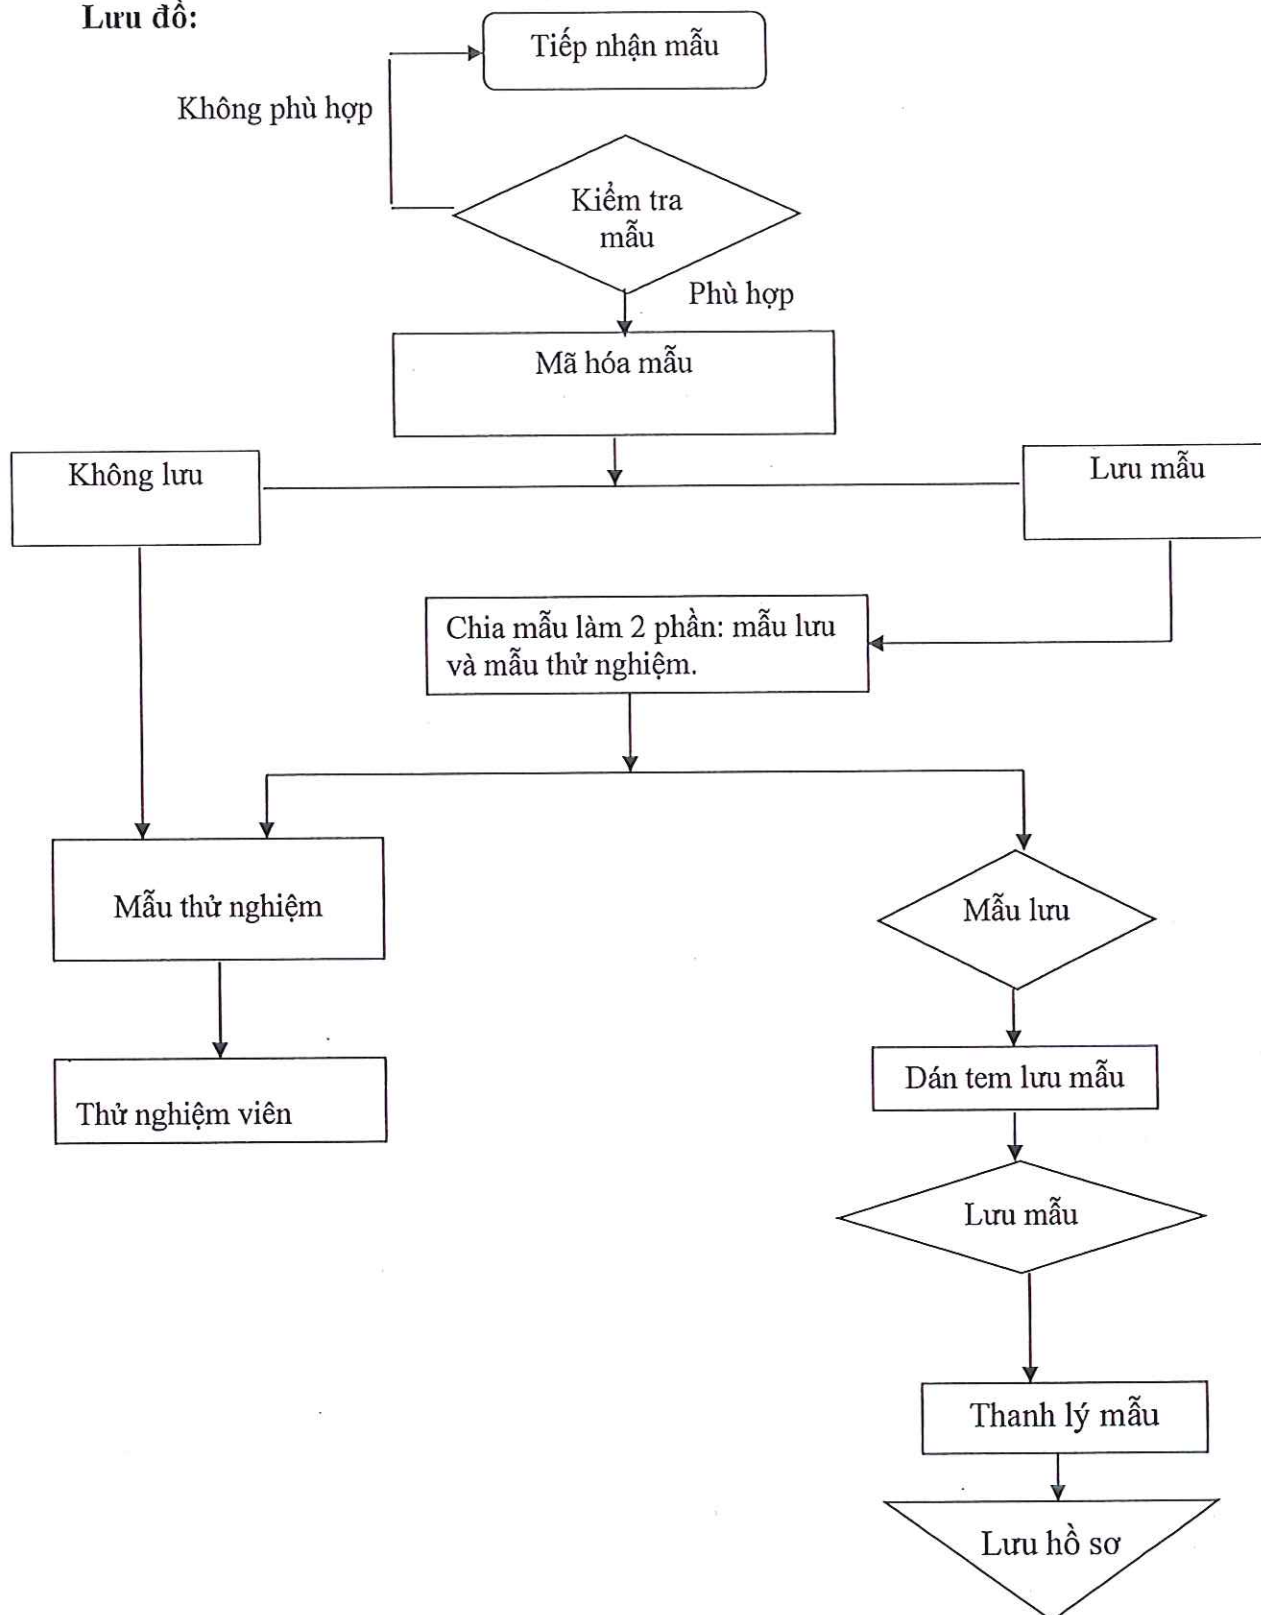 Lưu đồ:
Tiếp nhận mẫu
Không phù hợp
Kiểm tra
mẫu
Phù hợp
Mã hóa mẫu
Không lưu
Lưu mẫu
Chia mẫu làm 2 phần: mẫu lưu
và mẫu thử nghiệm.
Mẫu thử nghiệm
Mẫu lưu
Thử nghiệm viên
Dán tem lưu mẫu
Lưu mẫu
Thanh lý mẫu
Lưu hồ sơ